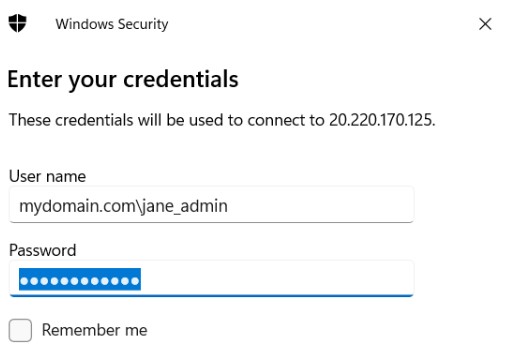 Windows Security
Enter your credentials
These credentials will be used to connect to 20.220.170.125.
User name
mydomain.com\jane_admin
Password
●●●●●●●●●●●●
Remember me